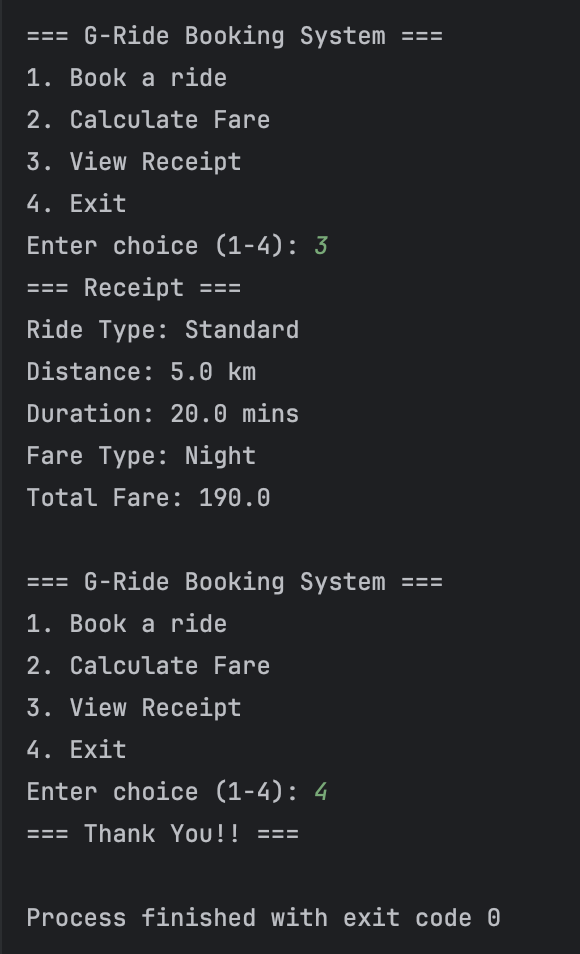 === G-Ride Booking System ===
1. Book a ride
2. Calculate Fare
3. View Receipt
4. Exit
Enter choice (1-4): 3
=== Receipt ===
Ride Type: Standard
Distance: 5.0 km
Duration: 20.0 mins
Fare Type: Night
Total Fare: 190.0

=== G-Ride Booking System ===
1. Book a ride
2. Calculate Fare
3. View Receipt
4. Exit
Enter choice (1-4): 4
=== Thank You!! ===

Process finished with exit code 0